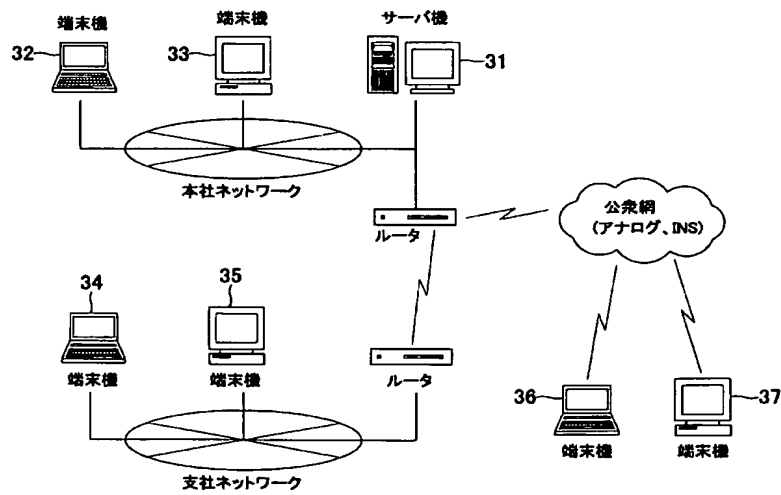 端末機
端末機
サーバ機
32
33
31
本社ネットワーク
ルータ
公衆網
(アナログ、INS)
34
35
端末機
端末機
ルータ
36
37
端末機
端末機
支社ネットワーク